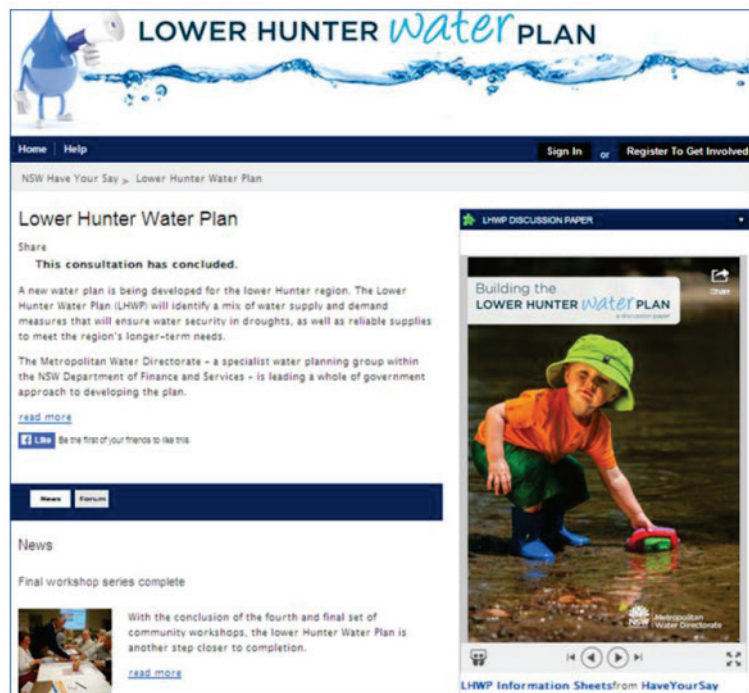 LOWER HUNTER water PLAN
Home Help
Sign In or Register To Get Involved
NSW Have Your Say > Lower Hunter Water Plan
Lower Hunter Water Plan
Share
This consultation has concluded.
A new water plan is being developed for the lower Hunter region. The Lower
Hunter Water Plan (LHWP) will identify a mix of water supply and demand
measures that will ensure water security in droughts, as well as reliable supplies
to meet the region's longer-term needs.
The Metropolitan Water Directorate - a specialist water planning group within
the NSW Department of Finance and Services - is leading a whole of government
approach to developing the plan.
read more
Like Be the first of your friends to like this.
News Forum
News
Final workshop series complete
With the conclusion of the fourth and final set of
community workshops, the lower Hunter Water Plan is
another step closer to completion.
read more
LHWP DISCUSSION PAPER
Share
Building the
LOWER HUNTER water PLAN
a discussion paper
NSW Metropolitan
Water Directorate
LHWP Information Sheetsfrom HaveYourSay